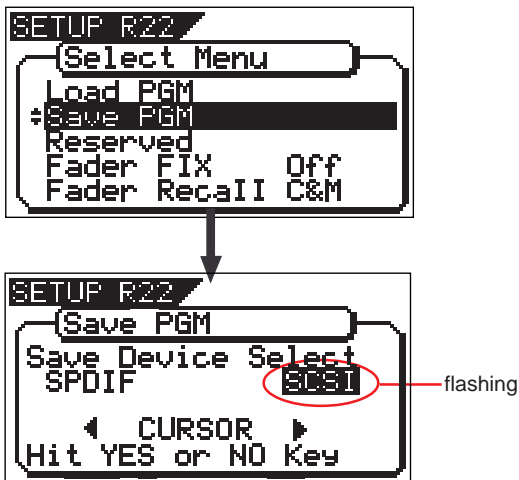 SETUP R22
Select Menu
Load PGM
Save PGM
Reserved
Fader FIX Off
Fader RecaII C&M
SETUP R22
Save PGM
Save Device Select
SPDIF SCSI
flashing
CURSOR
Hit YES or NO Key